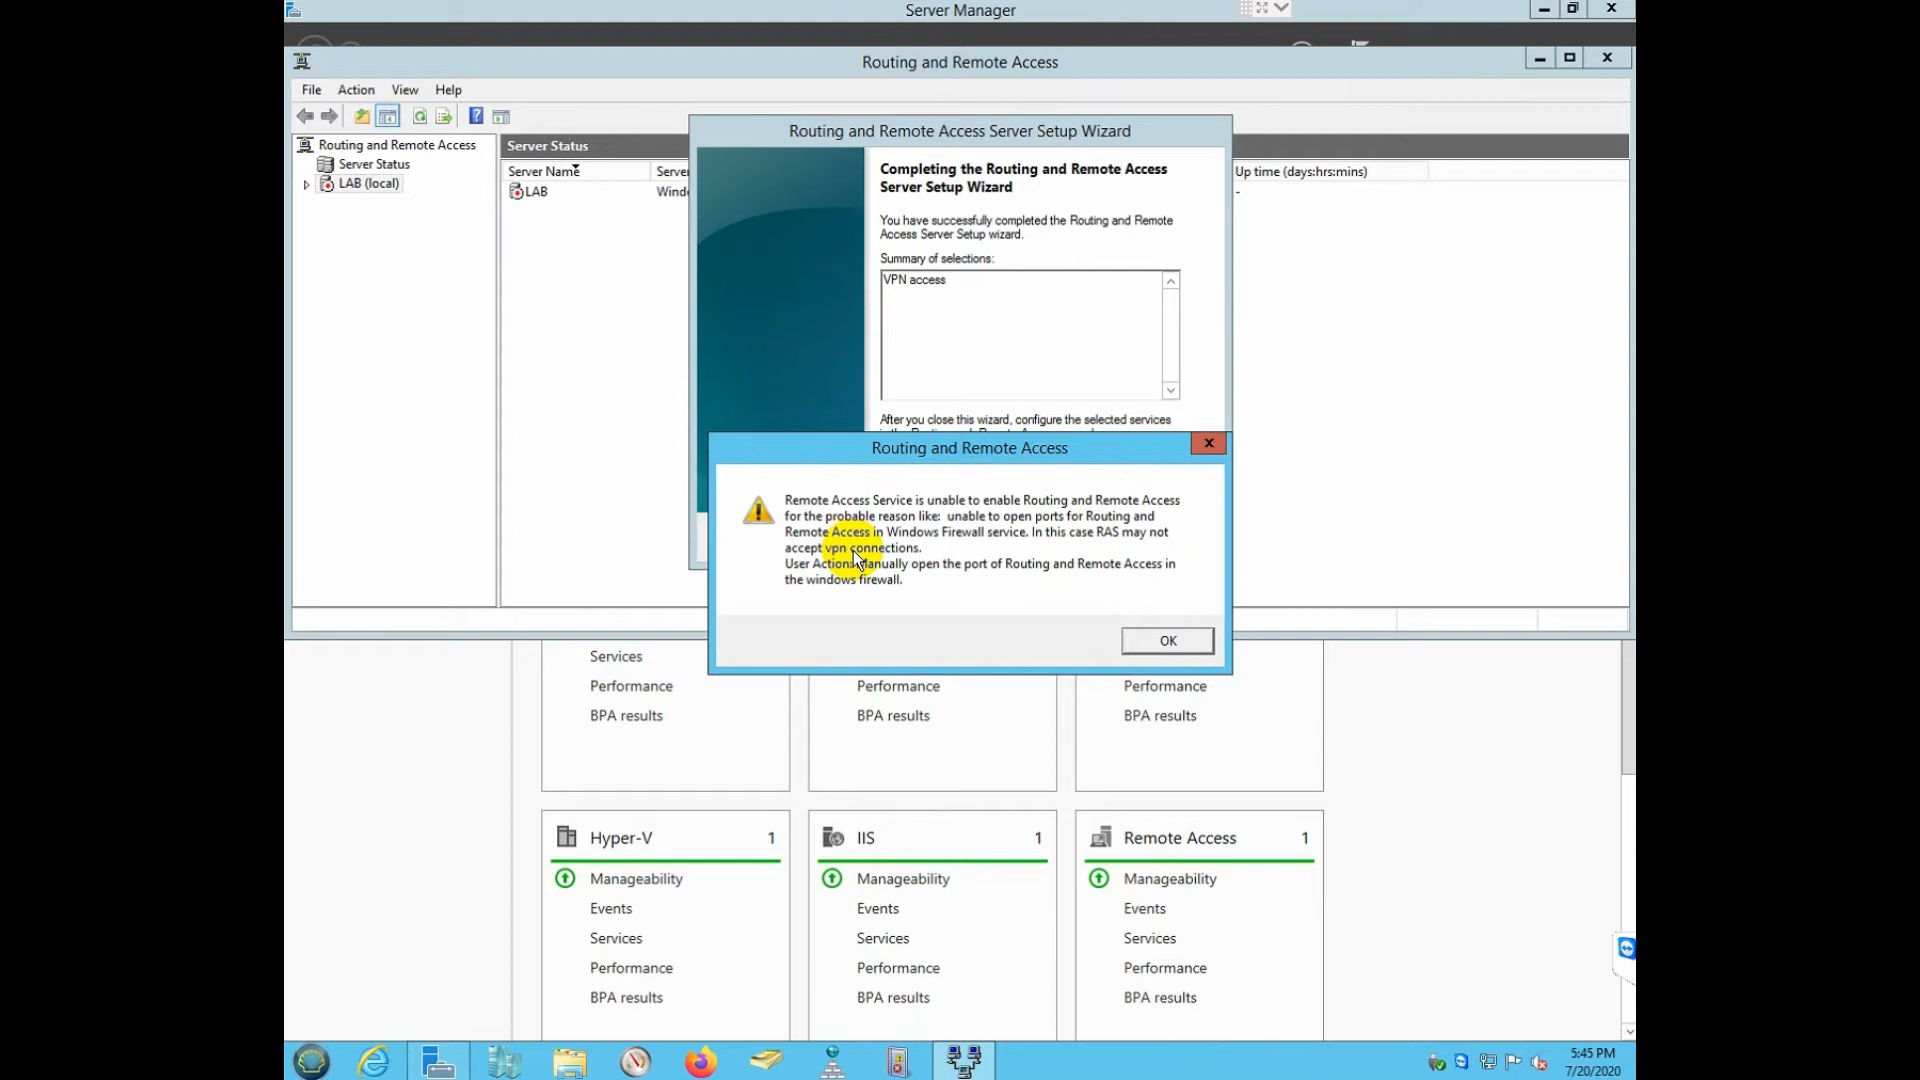 Server Manager
Routing and Remote Access
File Action View Help
Routing and Remote Access
Server Status
LAB (local)
Server Status
Server Name Serve Up time (days:hrs:mins)
LAB Windo -
Routing and Remote Access Server Setup Wizard
Completing the Routing and Remote Access
Server Setup Wizard
You have successfully completed the Routing and Remote
Access Server Setup wizard.
Summary of selections:
VPN access
After you close this wizard, configure the selected services
Routing and Remote Access
Remote Access Service is unable to enable Routing and Remote Access
for the probable reason like: unable to open ports for Routing and
Remote Access in Windows Firewall service. In this case RAS may not
accept vpn connections.
User Action: Manually open the port of Routing and Remote Access in
the windows firewall.
OK
Services
Performance Performance Performance
BPA results BPA results BPA results
Hyper-V 1
Manageability
Events
Services
Performance
BPA results
IIS 1
Manageability
Events
Services
Performance
BPA results
Remote Access 1
Manageability
Events
Services
Performance
BPA results
5:45 PM
7/20/2020